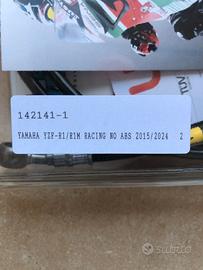 142141-1
YAMAHA YZF-R1/R1M RACING NO ABS 2015/2024 2
subito